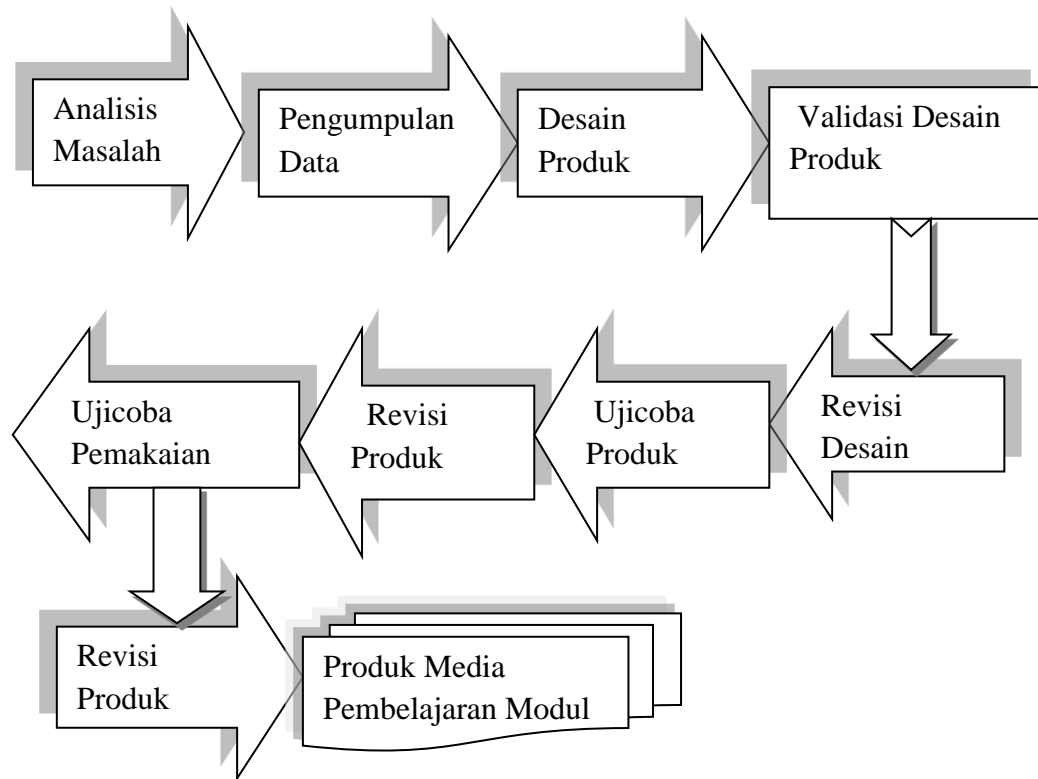 Analisis
Masalah
Pengumpulan
Data
Desain
Produk
Validasi Desain
Produk
Revisi
Desain
Ujicoba
Produk
Revisi
Produk
Ujicoba
Pemakaian
Revisi
Produk
Produk Media
Pembelajaran Modul